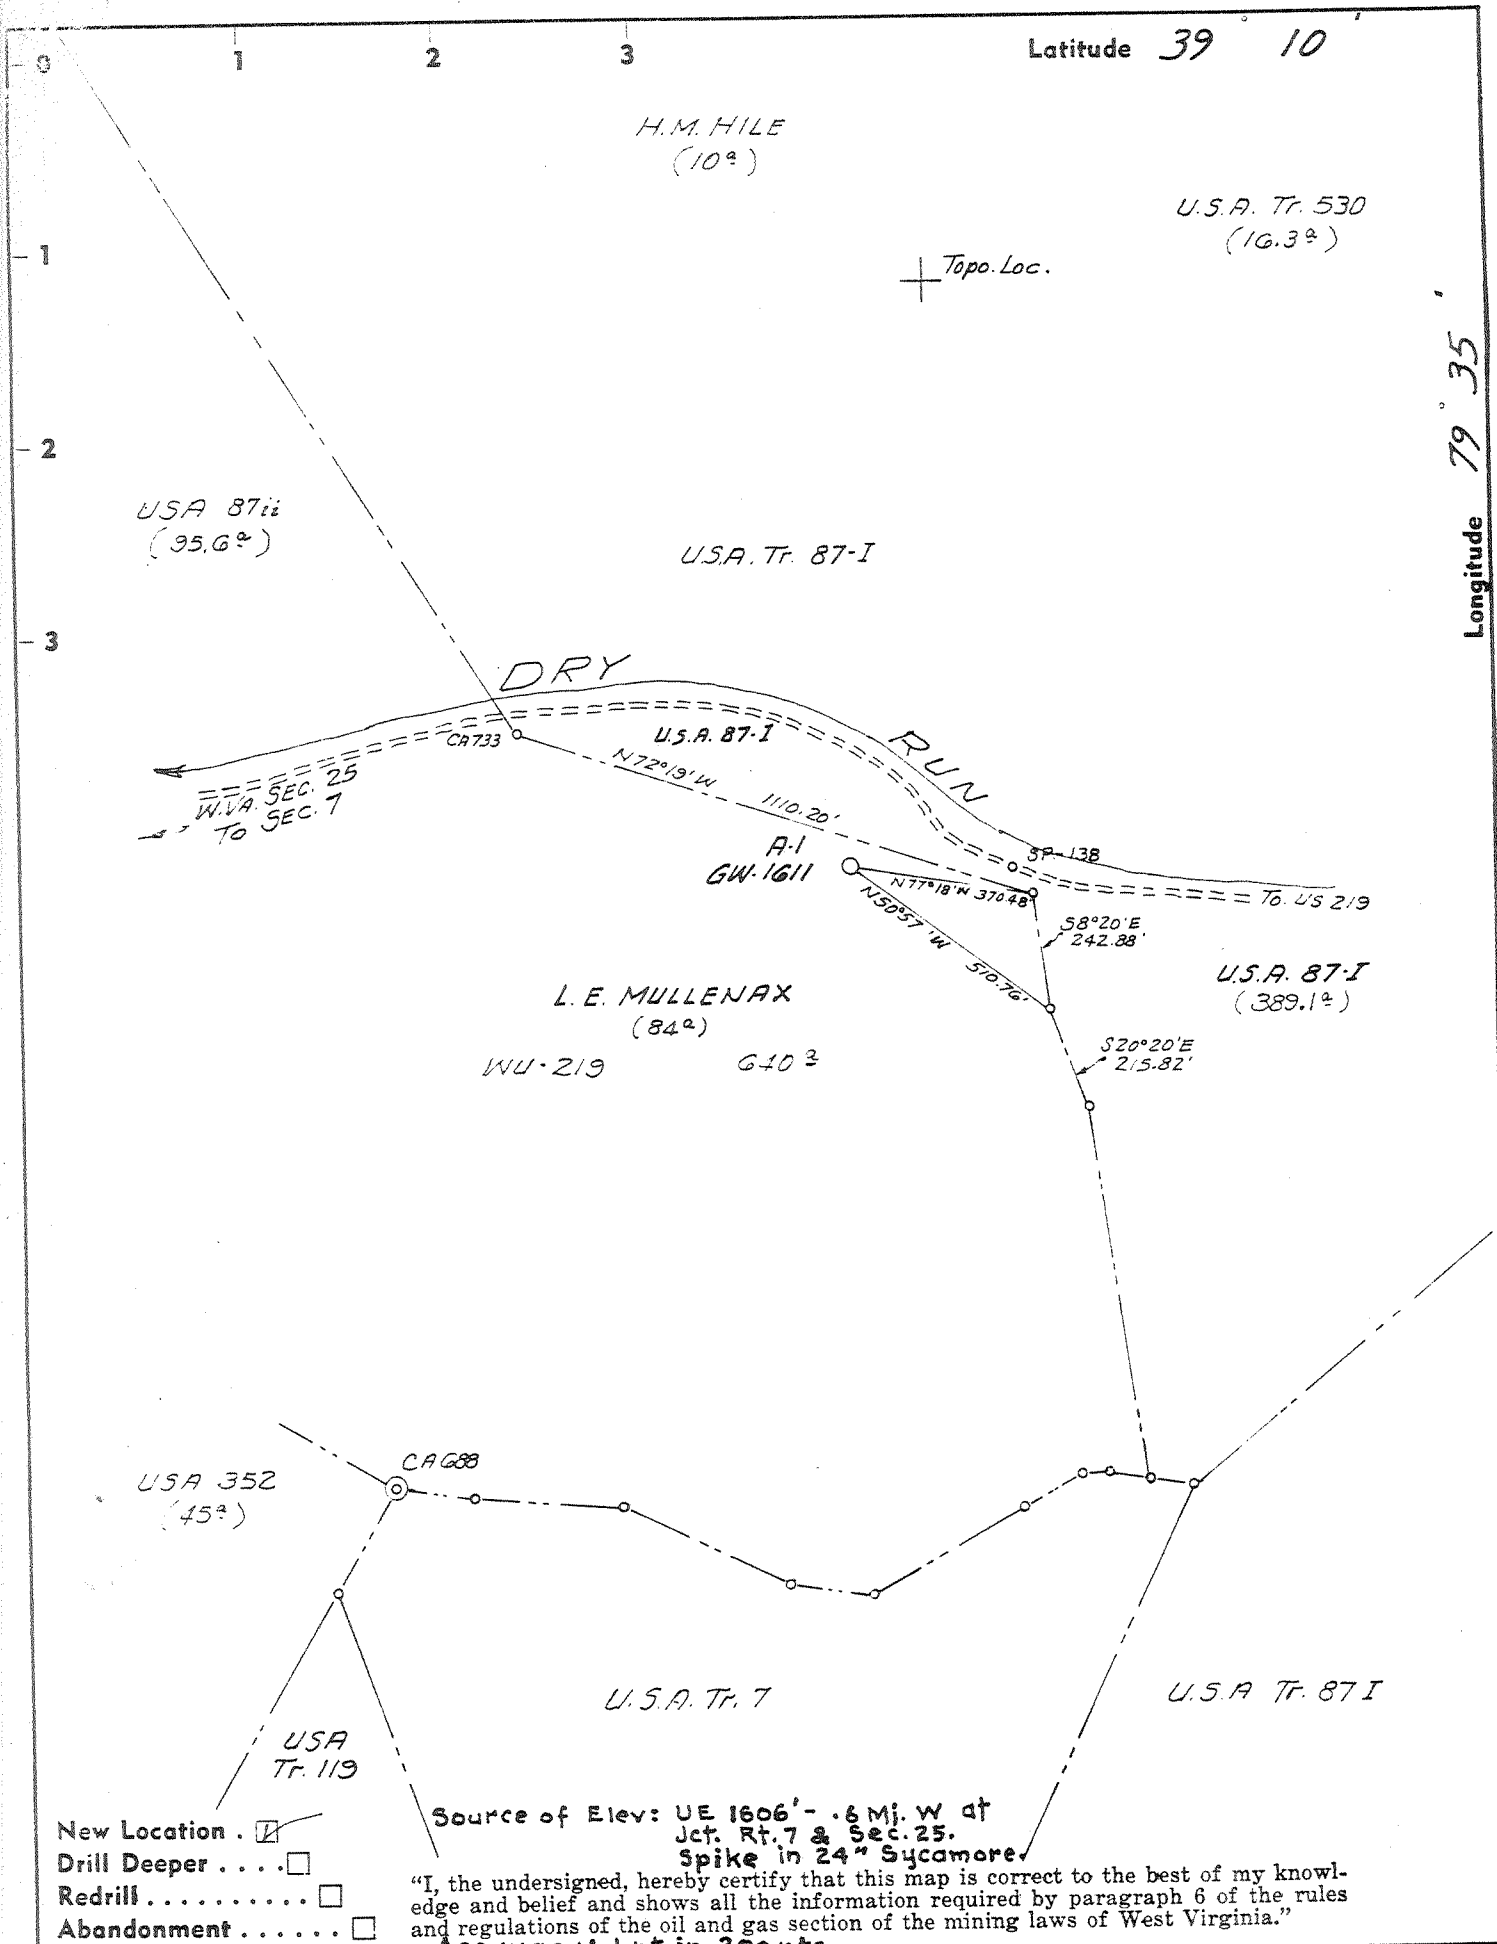 0 1 2 3
Latitude 39° 10'
H.M. HILE
(10ª)
U.S.A. Tr. 530
(16.3ª)
1
Topo. Loc.
Longitude 79° 35'
2
USA 87ii
(95.6ª)
U.S.A. Tr. 87-I
3
DRY RUN
CA733
U.S.A. 87-I
W.VA. SEC. 25
TO SEC. 7
N72°19'W
1110.20'
A-1
GW-1611
SP-138
N77°18'W 370.48'
To US 219
N50°57'W 510.76'
S8°20'E
242.88'
L. E. MULLENAX
(84ª)
U.S.A. 87-I
(389.1ª)
WU-219 640ª
S20°20'E
215.82'
CA688
USA 352
(45ª)
U.S.A. Tr. 7
U.S.A Tr. 87 I
USA
Tr. 119
Source of Elev: UE 1606' - .6 Mi. W at
Jct. Rt. 7 & Sec. 25.
Spike in 24" Sycamore.
New Location .
Drill Deeper . . . .
Redrill . . . . . . . . . .
Abandonment . . . . . .
“I, the undersigned, hereby certify that this map is correct to the best of my knowl-
edge and belief and shows all the information required by paragraph 6 of the rules
and regulations of the oil and gas section of the mining laws of West Virginia.”